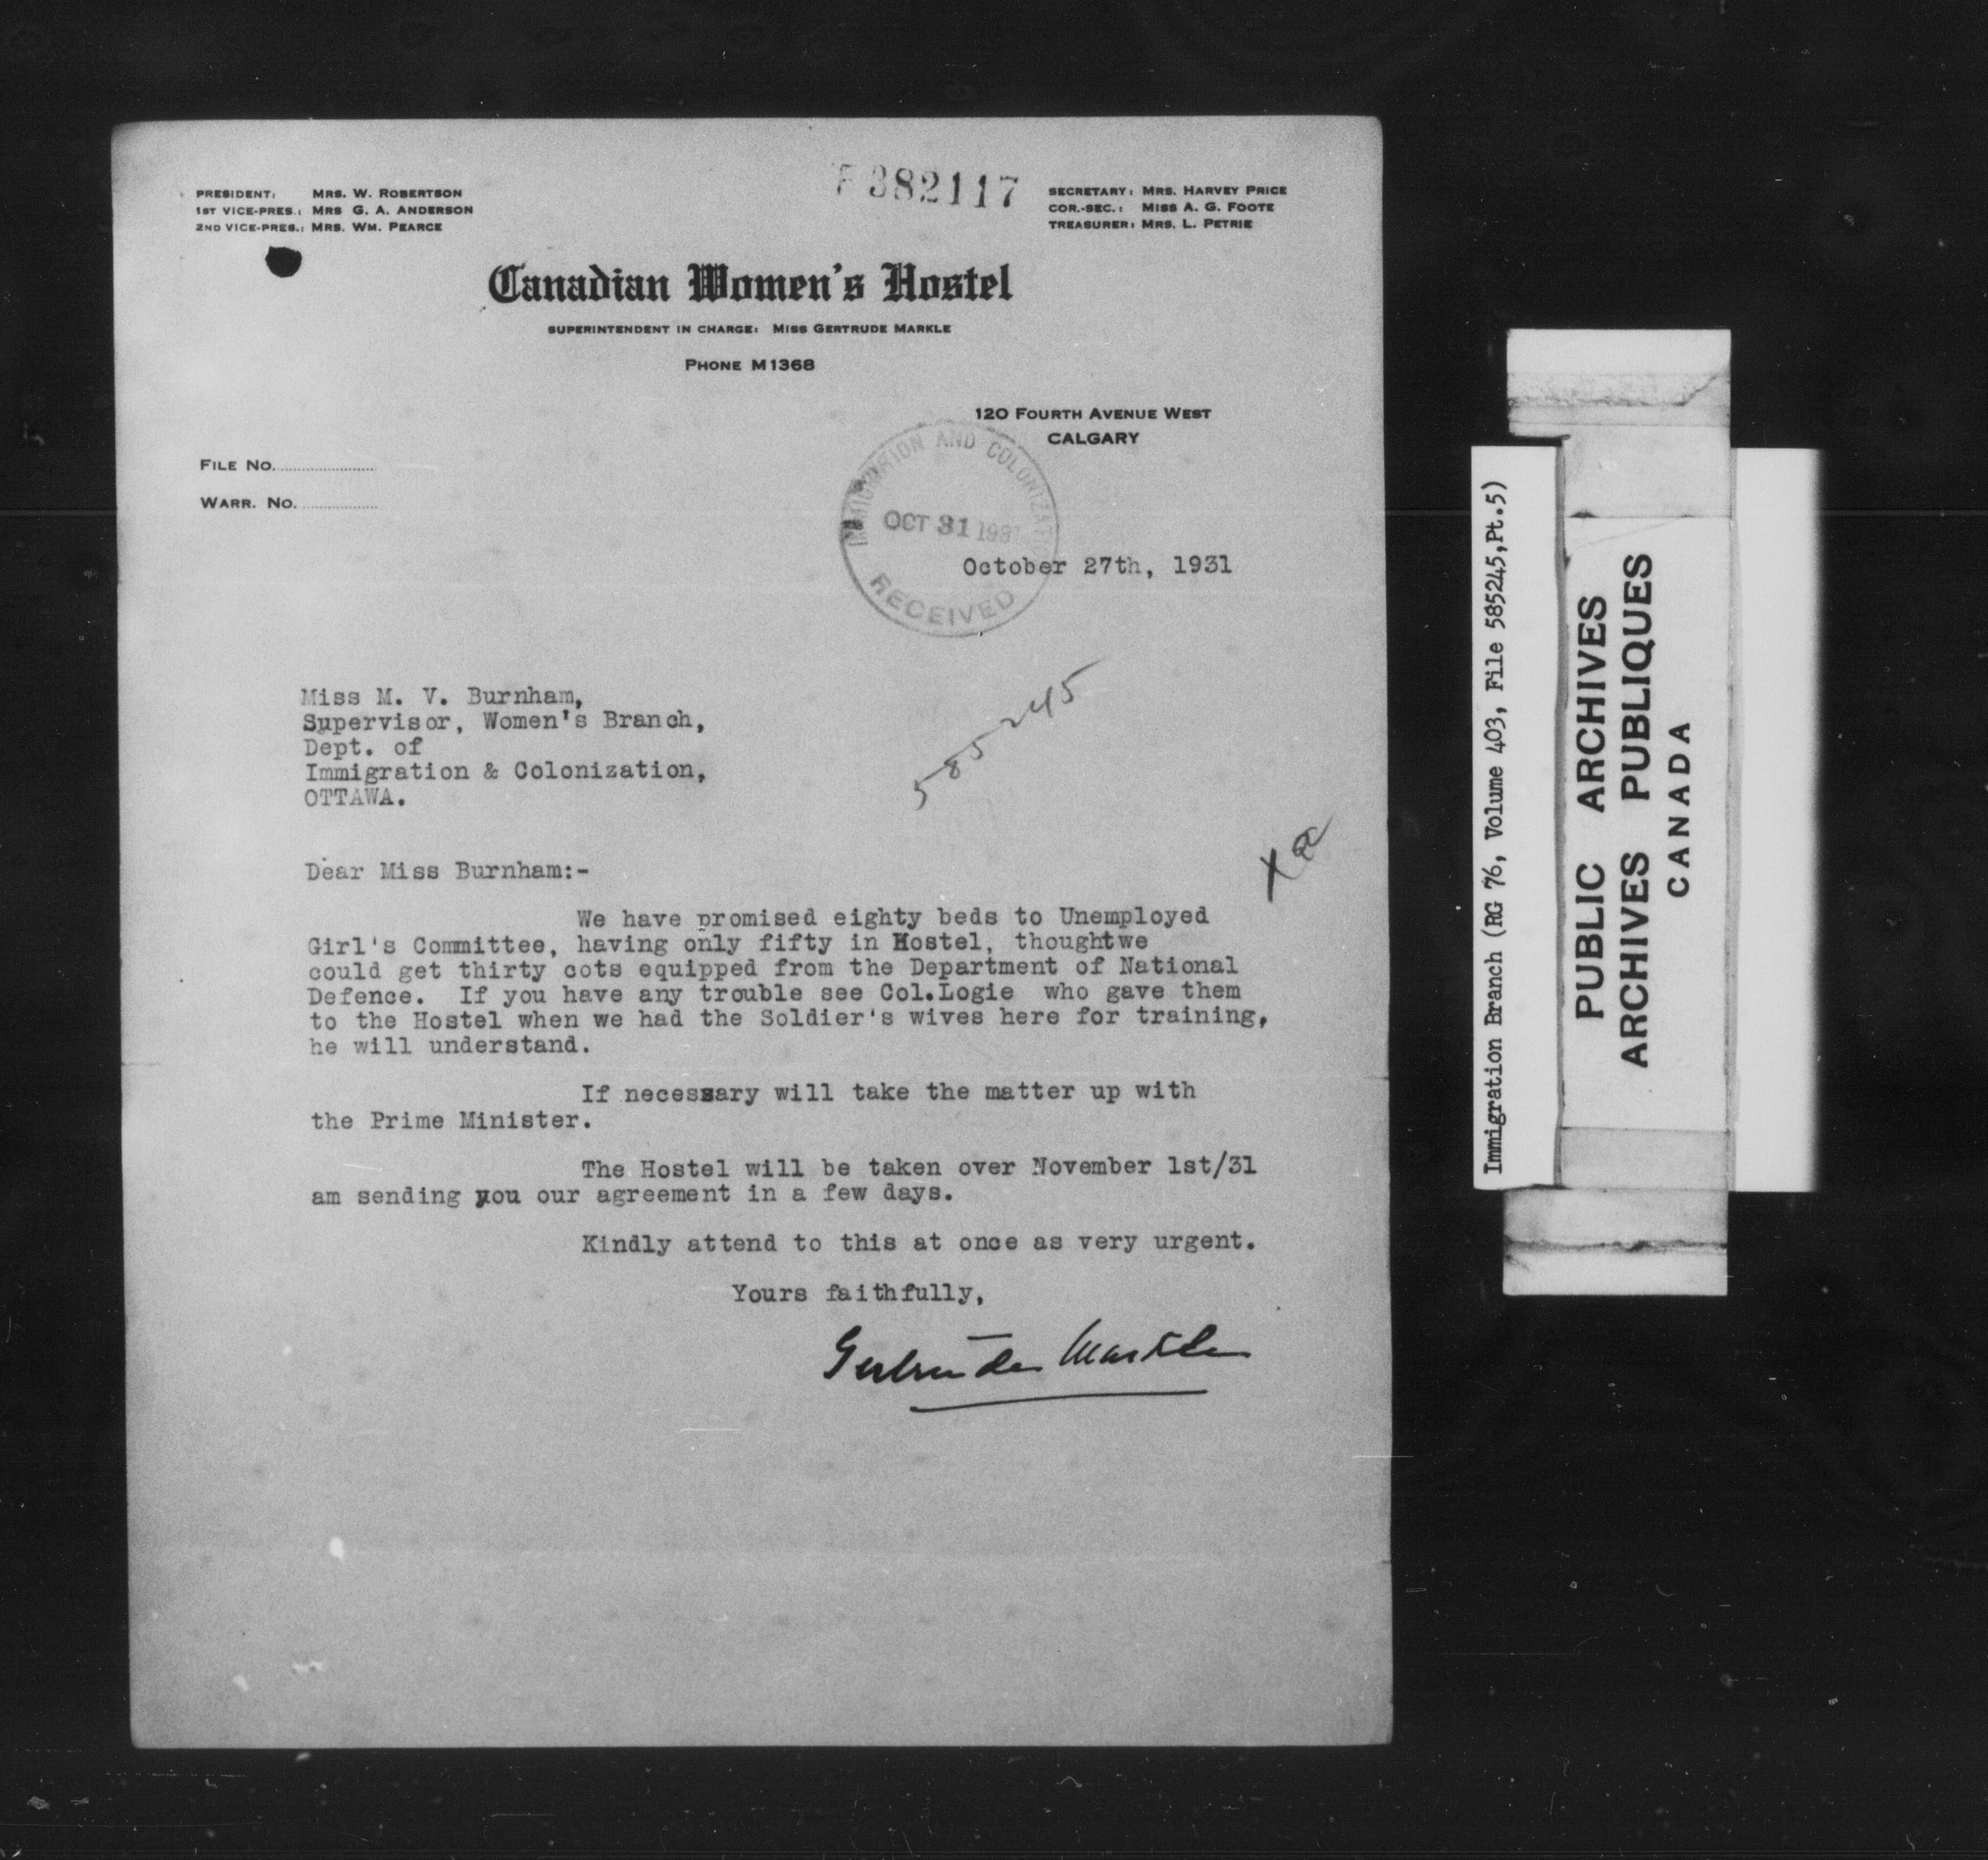 F 382117
PRESIDENT: MRS. W. ROBERTSON
1ST VICE-PRES.: MRS G. A. ANDERSON
2ND VICE-PRES.: MRS. WM. PEARCE
SECRETARY: MRS. HARVEY PRICE
COR.-SEC.: MISS A. G. FOOTE
TREASURER: MRS. L. PETRIE
Canadian Women's Hostel
SUPERINTENDENT IN CHARGE: MISS GERTRUDE MARKLE
PHONE M1368
120 FOURTH AVENUE WEST
CALGARY
FILE NO.
WARR. NO.
IMMIGRATION AND COLONIZATI
OCT 31 1931
RECEIVED
October 27th, 1931
Miss M. V. Burnham,
Supervisor, Women's Branch,
Dept. of
Immigration & Colonization,
OTTAWA.
585245
Dear Miss Burnham:-
We have promised eighty beds to Unemployed
Girl's Committee, having only fifty in Hostel, thoughtwe
could get thirty cots equipped from the Department of National
Defence. If you have any trouble see Col.Logie who gave them
to the Hostel when we had the Soldier's wives here for training,
he will understand.
If necessary will take the matter up with
the Prime Minister.
The Hostel will be taken over November 1st/31
am sending you our agreement in a few days.
Kindly attend to this at once as very urgent.
Yours faithfully,
Gertrude Markle
Immigration Branch (RG 76, Volume 403, File 585245,Pt.5)
PUBLIC ARCHIVES
ARCHIVES PUBLIQUES
CANADA